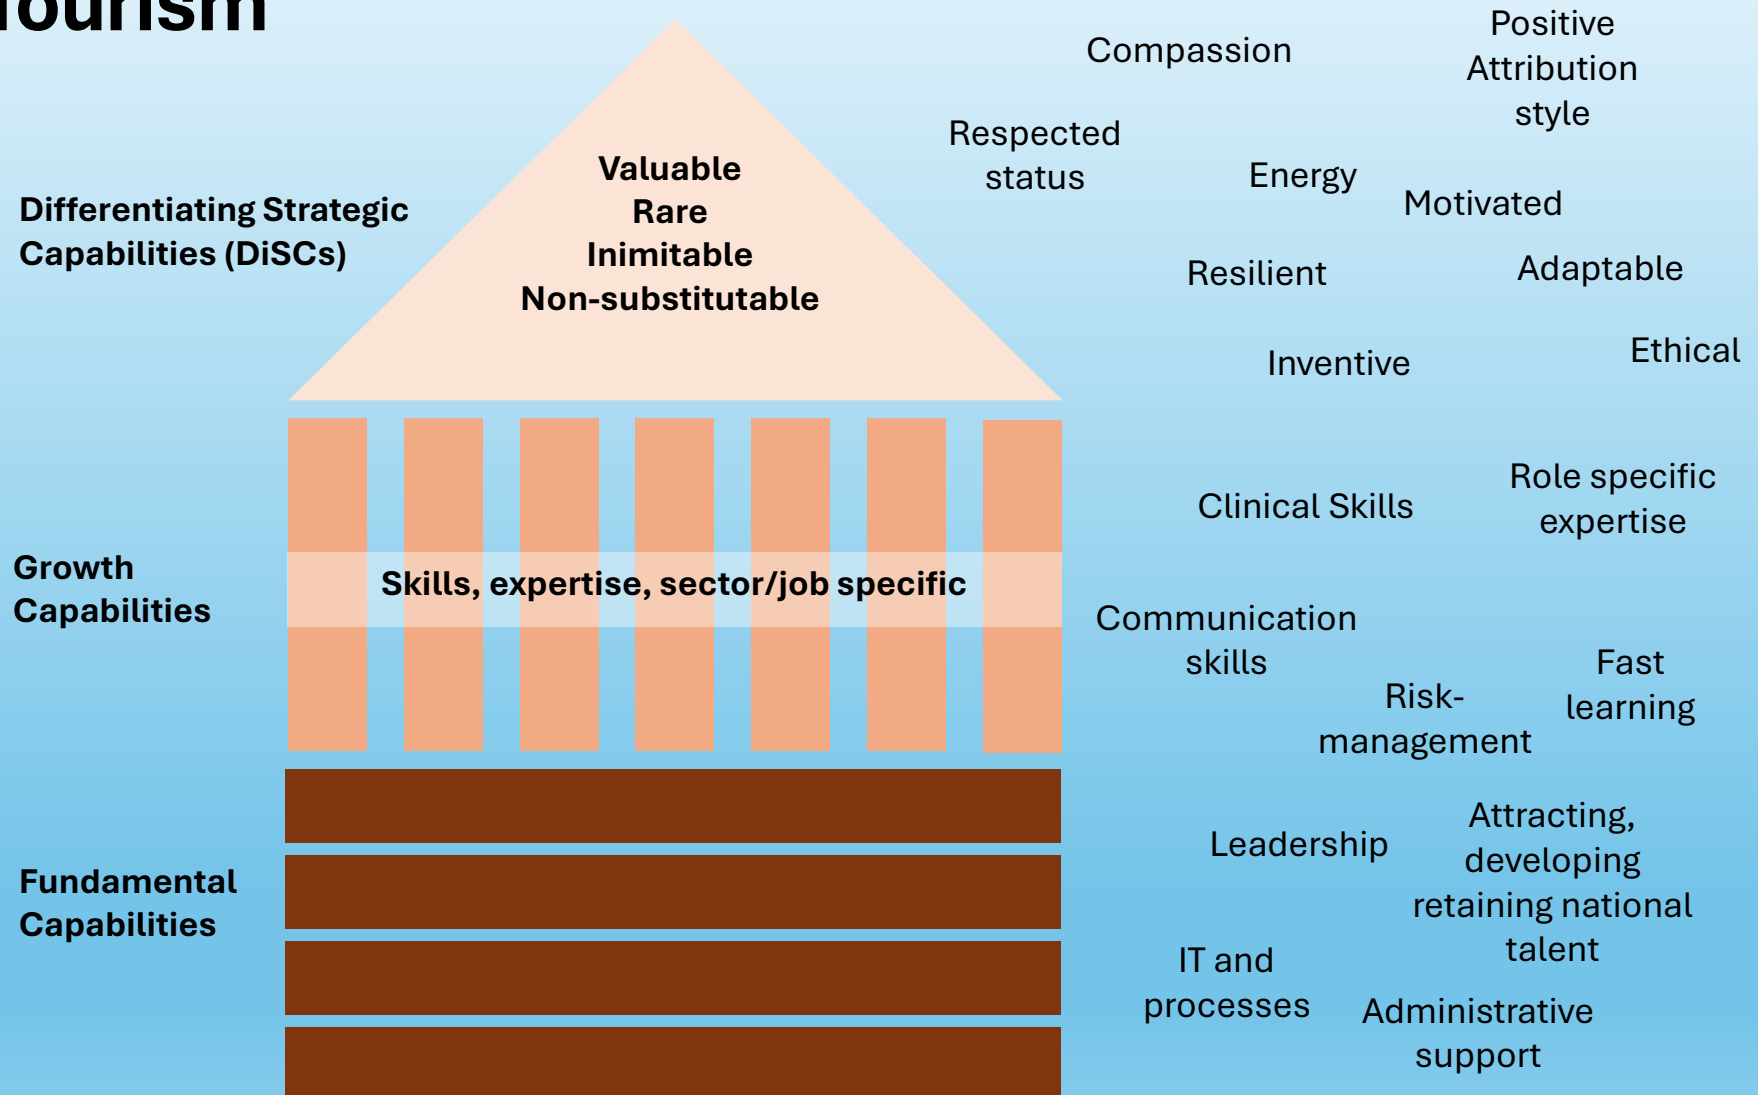 Tourism
Differentiating Strategic
Capabilities (DiSCs)
Valuable
Rare
Inimitable
Non-substitutable
Compassion
Positive
Attribution
style
Respected
status
Energy
Motivated
Resilient
Adaptable
Inventive
Ethical
Growth
Capabilities
Skills, expertise, sector/job specific
Clinical Skills
Role specific
expertise
Communication
skills
Risk-
management
Fast
learning
Fundamental
Capabilities
Leadership
Attracting,
developing
retaining national
talent
IT and
processes
Administrative
support